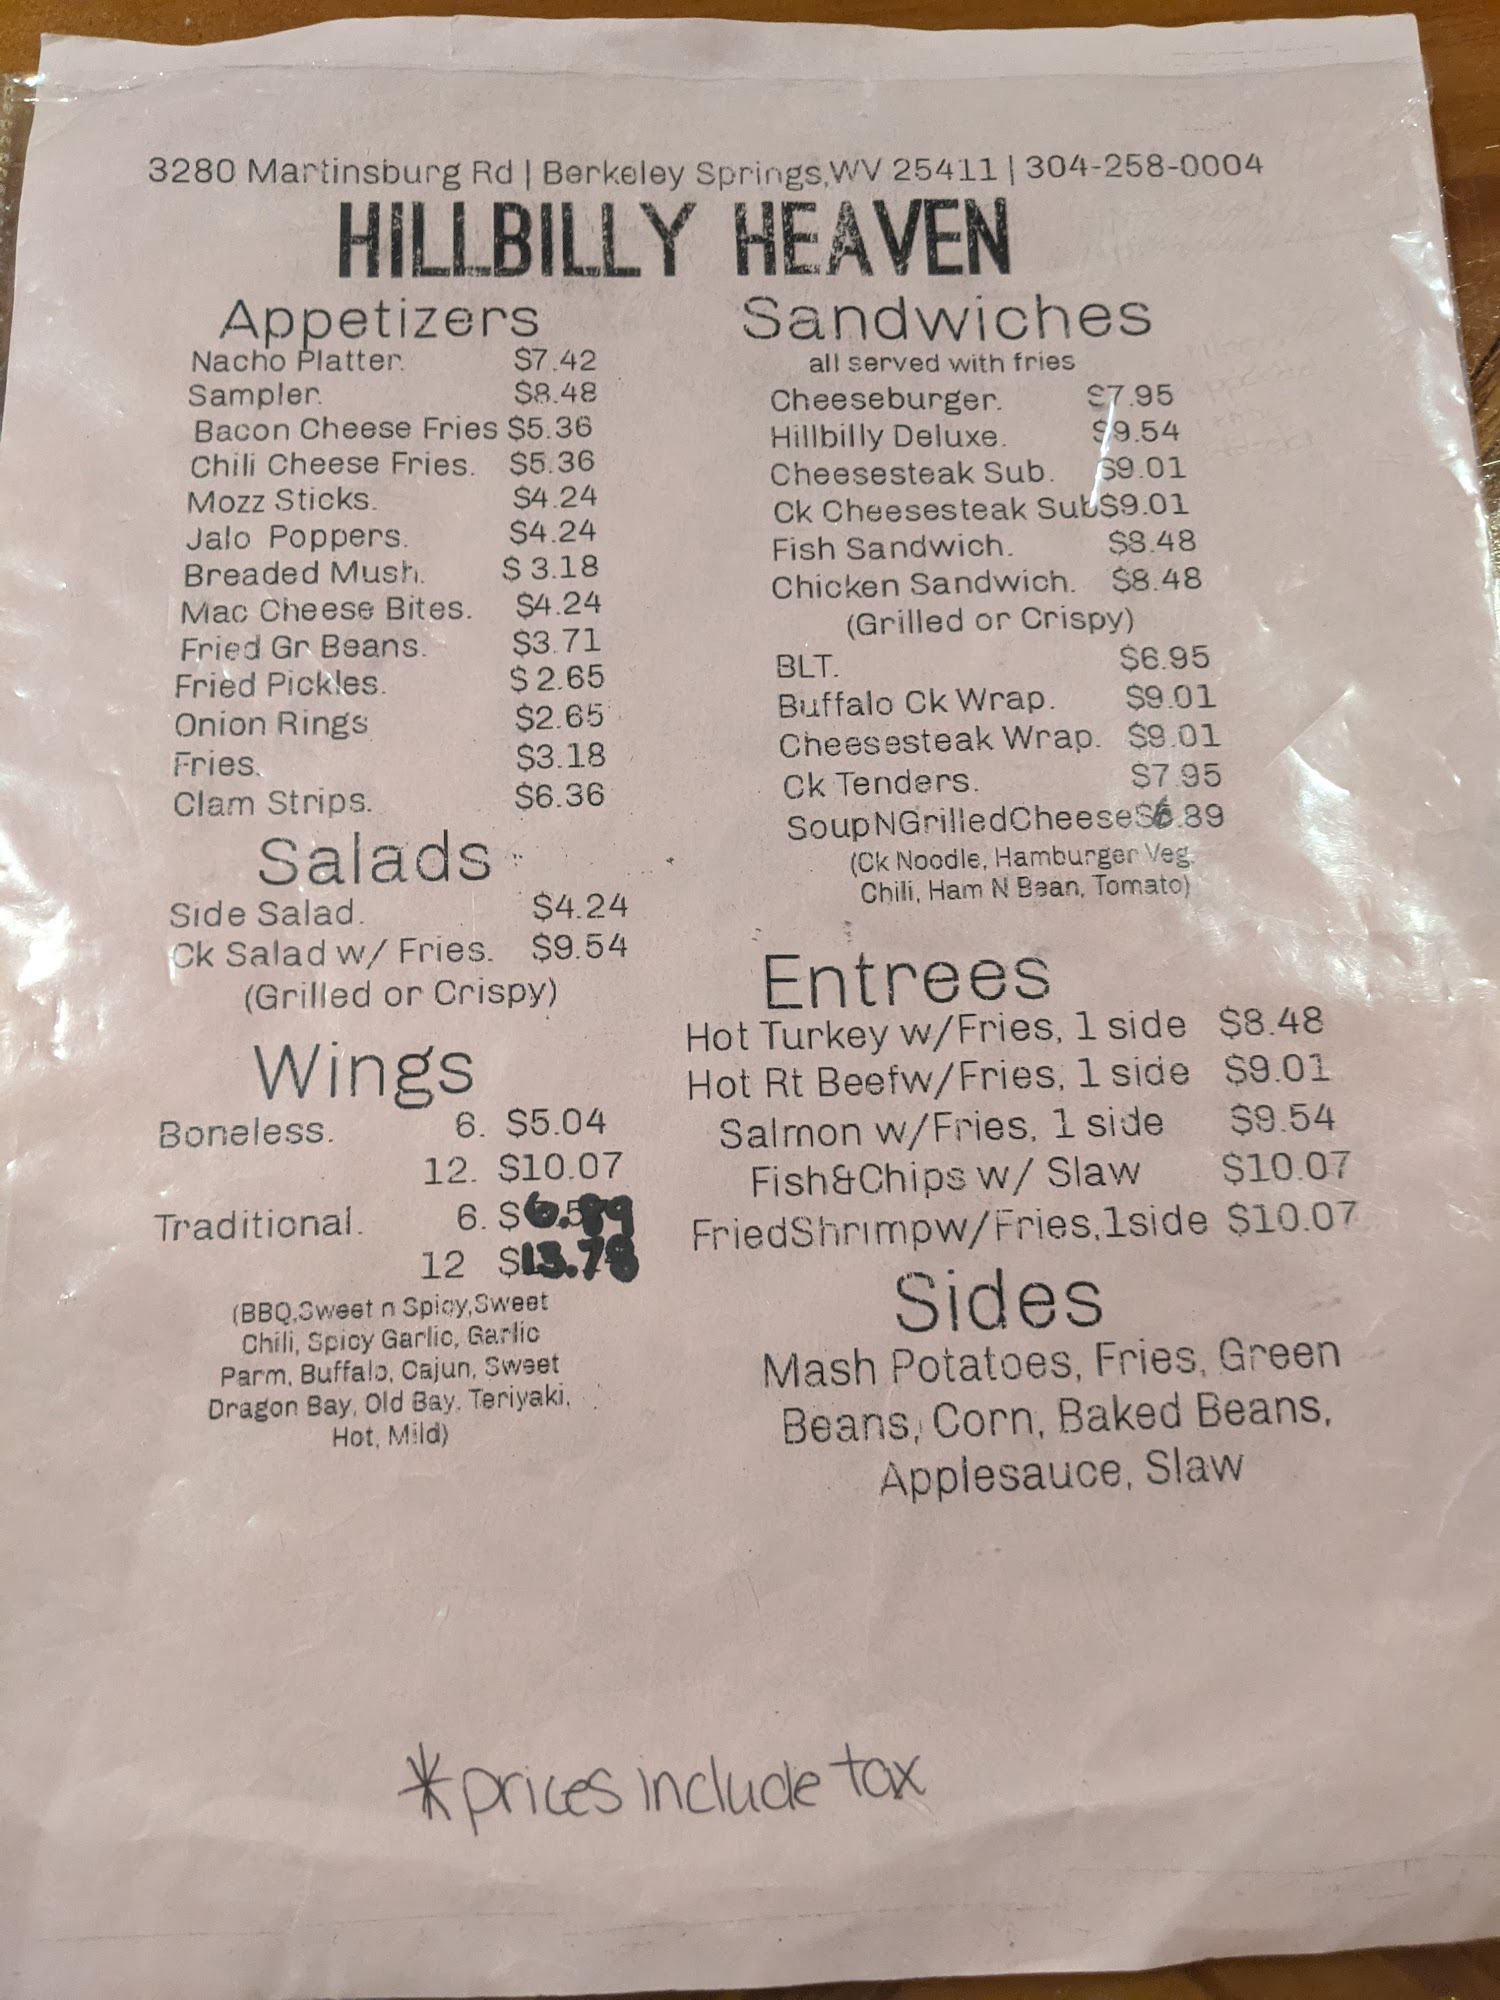 3280 Martinsburg Rd | Berkeley Springs,WV 25411 | 304-258-0004
HILLBILLY HEAVEN
Appetizers
Nacho Platter. $7.42
Sampler. $8.48
Bacon Cheese Fries $5.36
Chili Cheese Fries. $5.36
Mozz Sticks. $4.24
Jalo Poppers. $4.24
Breaded Mush. $ 3.18
Mac Cheese Bites. $4.24
Fried Gr Beans. $3.71
Fried Pickles. $ 2.65
Onion Rings $2.65
Fries. $3.18
Clam Strips. $6.36
Salads
Side Salad. $4.24
Ck Salad w/ Fries. $9.54
(Grilled or Crispy)
Wings
Boneless. 6. $5.04
12. $10.07
Traditional. 6. $6.89
12 $13.78
(BBQ,Sweet n Spicy,Sweet
Chili, Spicy Garlic, Garlic
Parm, Buffalo, Cajun, Sweet
Dragon Bay, Old Bay, Teriyaki,
Hot, Mild)
Sandwiches
all served with fries
Cheeseburger. $7.95
Hillbilly Deluxe. $9.54
Cheesesteak Sub. $9.01
Ck Cheesesteak Sub$9.01
Fish Sandwich. $8.48
Chicken Sandwich. $8.48
(Grilled or Crispy)
BLT. $6.95
Buffalo Ck Wrap. $9.01
Cheesesteak Wrap. $9.01
Ck Tenders. $7.95
SoupNGrilledCheese$6.89
(Ck Noodle, Hamburger Veg,
Chili, Ham N Bean, Tomato)
Entrees
Hot Turkey w/Fries, 1 side $8.48
Hot Rt Beefw/Fries, 1 side $9.01
Salmon w/Fries, 1 side $9.54
Fish&Chips w/ Slaw $10.07
FriedShrimpw/Fries,1side $10.07
Sides
Mash Potatoes, Fries, Green
Beans, Corn, Baked Beans,
Applesauce, Slaw
*prices include tax